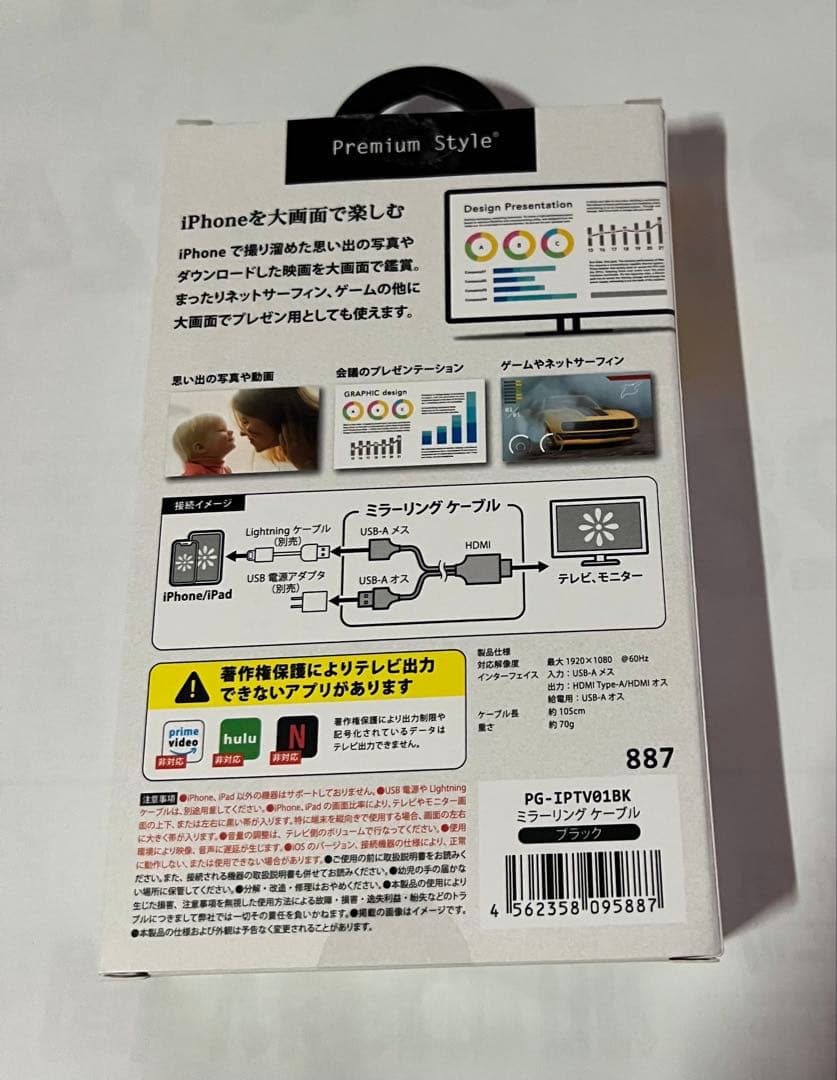 Premium Style®
iPhoneを大画面で楽しむ
iPhone で撮り溜めた思い出の写真や
ダウンロードした映画を大画面で鑑賞。
まったりネットサーフィン、ゲームの他に
大画面でプレゼン用としても使えます。
Design Presentation
A B C
15 16 17 18 19 20 21
思い出の写真や動画
会議のプレゼンテーション
ゲームやネットサーフィン
GRAPHIC design
A B C
接続イメージ
ミラーリング ケーブル
Lightning ケーブル
(別売)
USB-A メス
HDMI
USB 電源アダプタ
(別売)
USB-A オス
iPhone/iPad
テレビ、モニター
著作権保護によりテレビ出力
できないアプリがあります
prime
video
非対応
hulu
非対応
N
非対応
著作権保護により出力制限や
記号化されているデータは
テレビ出力できません。
製品仕様
対応解像度 最大 1920×1080 @60Hz
インターフェイス 入力：USB-A メス
出力：HDMI Type-A/HDMI オス
給電用：USB-A オス
ケーブル長 約 105cm
重さ 約 70g
887
PG-IPTV01BK
ミラーリング ケーブル
ブラック
4 562358 095887
注意事項 ●iPhone、iPad 以外の機器はサポートしておりません。●USB 電源や Lightning
ケーブルは、別途用意してください。●iPhone、iPad の画面比率により、テレビやモニター画
面の上下、または左右に黒い帯が入ります。特に端末を縦向きで使用する場合、画面の左右
に大きく帯が入ります。●音量の調整は、テレビ側のボリュームで行なってください。●使用
環境により映像、音声に遅延が生じます。●iOS のバージョン、接続機器の仕様により、正常
に動作しない、または使用できない場合があります。●ご使用の前に取扱説明書をお読みく
ださい。また、接続される機器の取扱説明書も併せてお読みください。●幼児の手の届かな
い場所に保管してください。●分解・改造・修理はおやめください。●本製品の使用により
生じた損害、注意事項を無視した使用方法による故障・損害・逸失利益・紛失などのトラ
ブルにつきまして弊社では一切その責任を負いかねます。●掲載の画像はイメージです。
●本製品の仕様および外観は予告なく変更されることがあります。